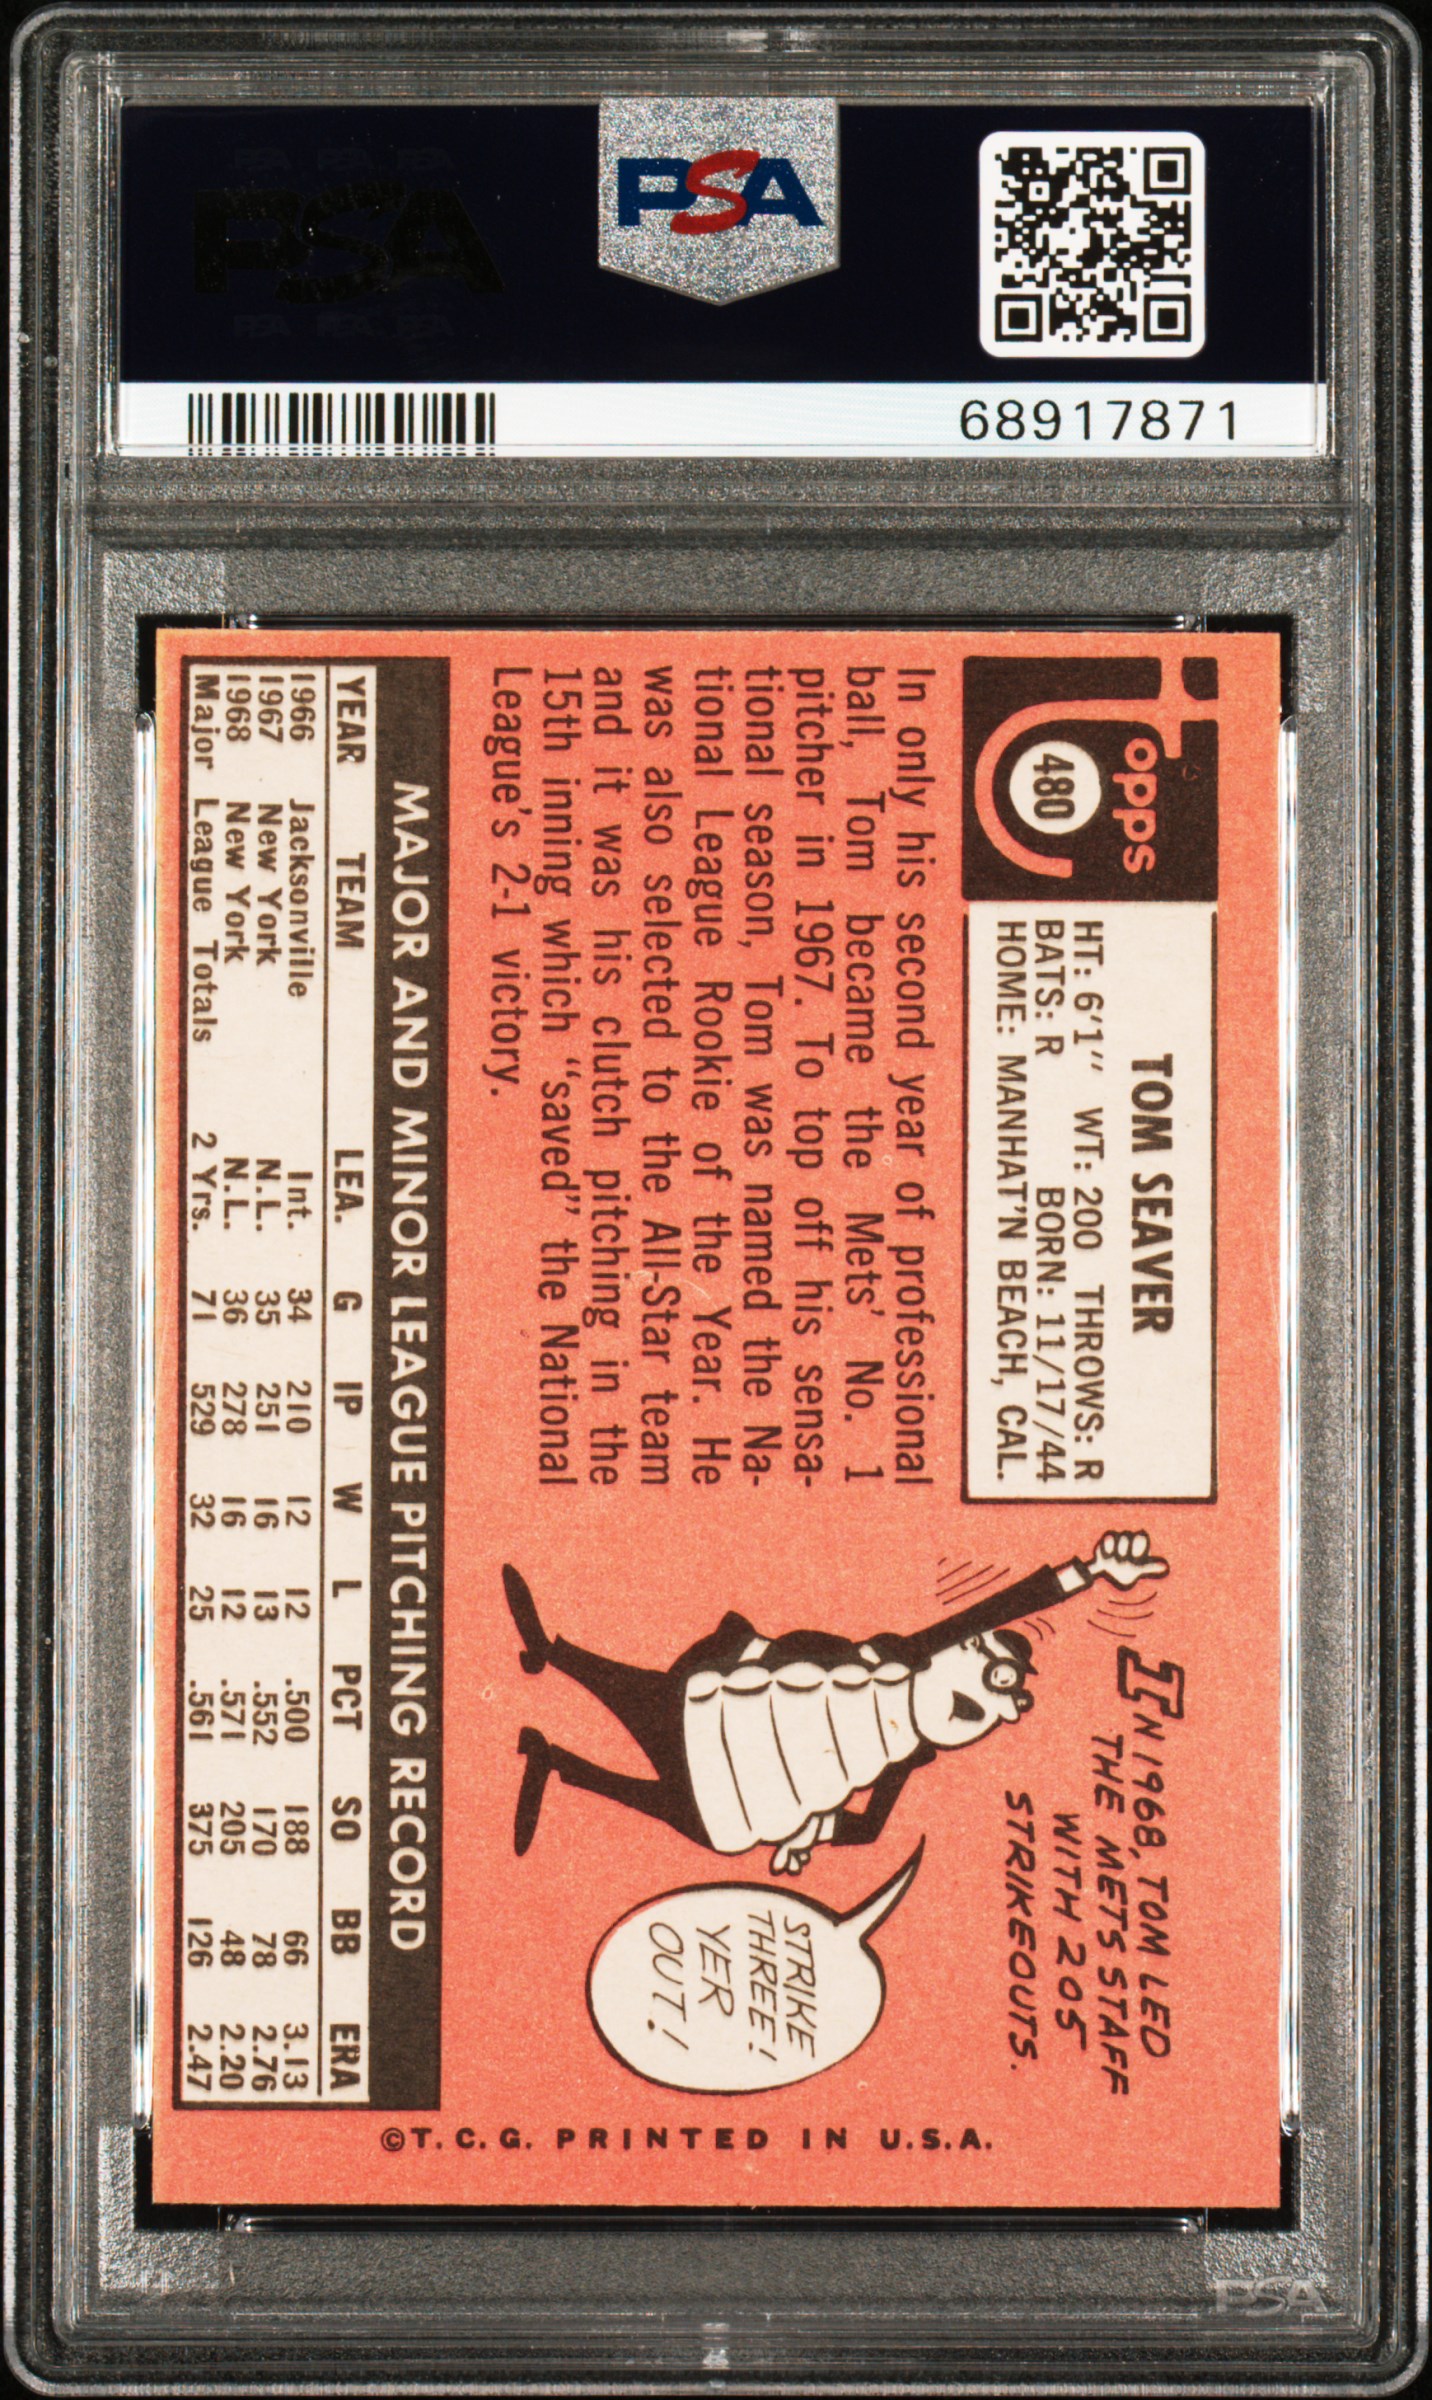 PSA
68917871
Topps
480
TOM SEAVER
HT: 6'1" WT: 200 THROWS: R
BATS: R BORN: 11/17/44
HOME: MANHAT'N BEACH, CAL.
In only his second year of professional
ball, Tom became the Mets' No. 1
pitcher in 1967. To top off his sensa-
tional season, Tom was named the Na-
tional League Rookie of the Year. He
was also selected to the All-Star team
and it was his clutch pitching in the
15th inning which "saved" the National
League's 2-1 victory.
IN 1968, TOM LED
THE METS STAFF
WITH 205
STRIKEOUTS.
STRIKE
THREE!
YER
OUT!
MAJOR AND MINOR LEAGUE PITCHING RECORD
YEAR TEAM LEA. G IP W L PCT SO BB ERA
1966 Jacksonville Int. 34 210 12 12 .500 188 66 3.13
1967 New York N.L. 35 251 16 13 .552 170 78 2.76
1968 New York N.L. 36 278 16 12 .571 205 48 2.20
Major League Totals 2 Yrs. 71 529 32 25 .561 375 126 2.47
©T.C.G. PRINTED IN U.S.A.
PSA